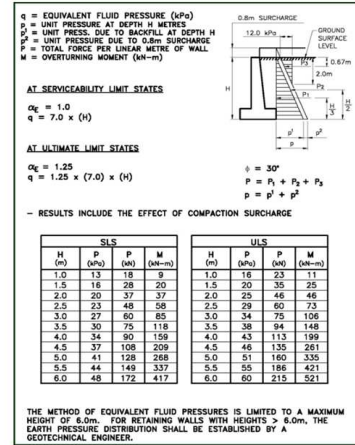 q = EQUIVALENT FLUID PRESSURE (kPa)
p = UNIT PRESSURE AT DEPTH H METRES
p¹ = UNIT PRESS. DUE TO BACKFILL AT DEPTH H
p² = UNIT PRESSURE DUE TO 0.8m SURCHARGE
P = TOTAL FORCE PER LINEAR METRE OF WALL
M = OVERTURNING MOMENT (kN-m)
0.8m SURCHARGE
12.0 kPa
GROUND
SURFACE
LEVEL
P₃
0.67m
2.0m
P₂
P₁
H
H/2
H/3
p¹
p²
p
AT SERVICEABILITY LIMIT STATES
αE = 1.0
q = 7.0 x (H)
AT ULTIMATE LIMIT STATES
αE = 1.25
q = 1.25 x (7.0) x (H)
ϕ = 30°
P = P₁ + P₂ + P₃
p = p¹ + p²
– RESULTS INCLUDE THE EFFECT OF COMPACTION SURCHARGE
SLS
H (m) P (kPa) P (kN) M (kN-m)
1.0 13 18 9
1.5 16 28 20
2.0 20 37 37
2.5 23 48 58
3.0 27 60 85
3.5 30 75 118
4.0 34 90 159
4.5 37 108 209
5.0 41 128 268
5.5 44 149 337
6.0 48 172 417
ULS
H (m) P (kPa) P (kN) M (kN-m)
1.0 16 23 11
1.5 20 35 25
2.0 25 46 46
2.5 29 60 73
3.0 34 75 106
3.5 38 94 148
4.0 43 113 199
4.5 46 135 261
5.0 51 160 335
5.5 55 186 421
6.0 60 215 521
THE METHOD OF EQUIVALENT FLUID PRESSURES IS LIMITED TO A MAXIMUM
HEIGHT OF 6.0m. FOR RETAINING WALLS WITH HEIGHTS > 6.0m, THE
EARTH PRESSURE DISTRIBUTION SHALL BE ESTABLISHED BY A
GEOTECHNICAL ENGINEER.